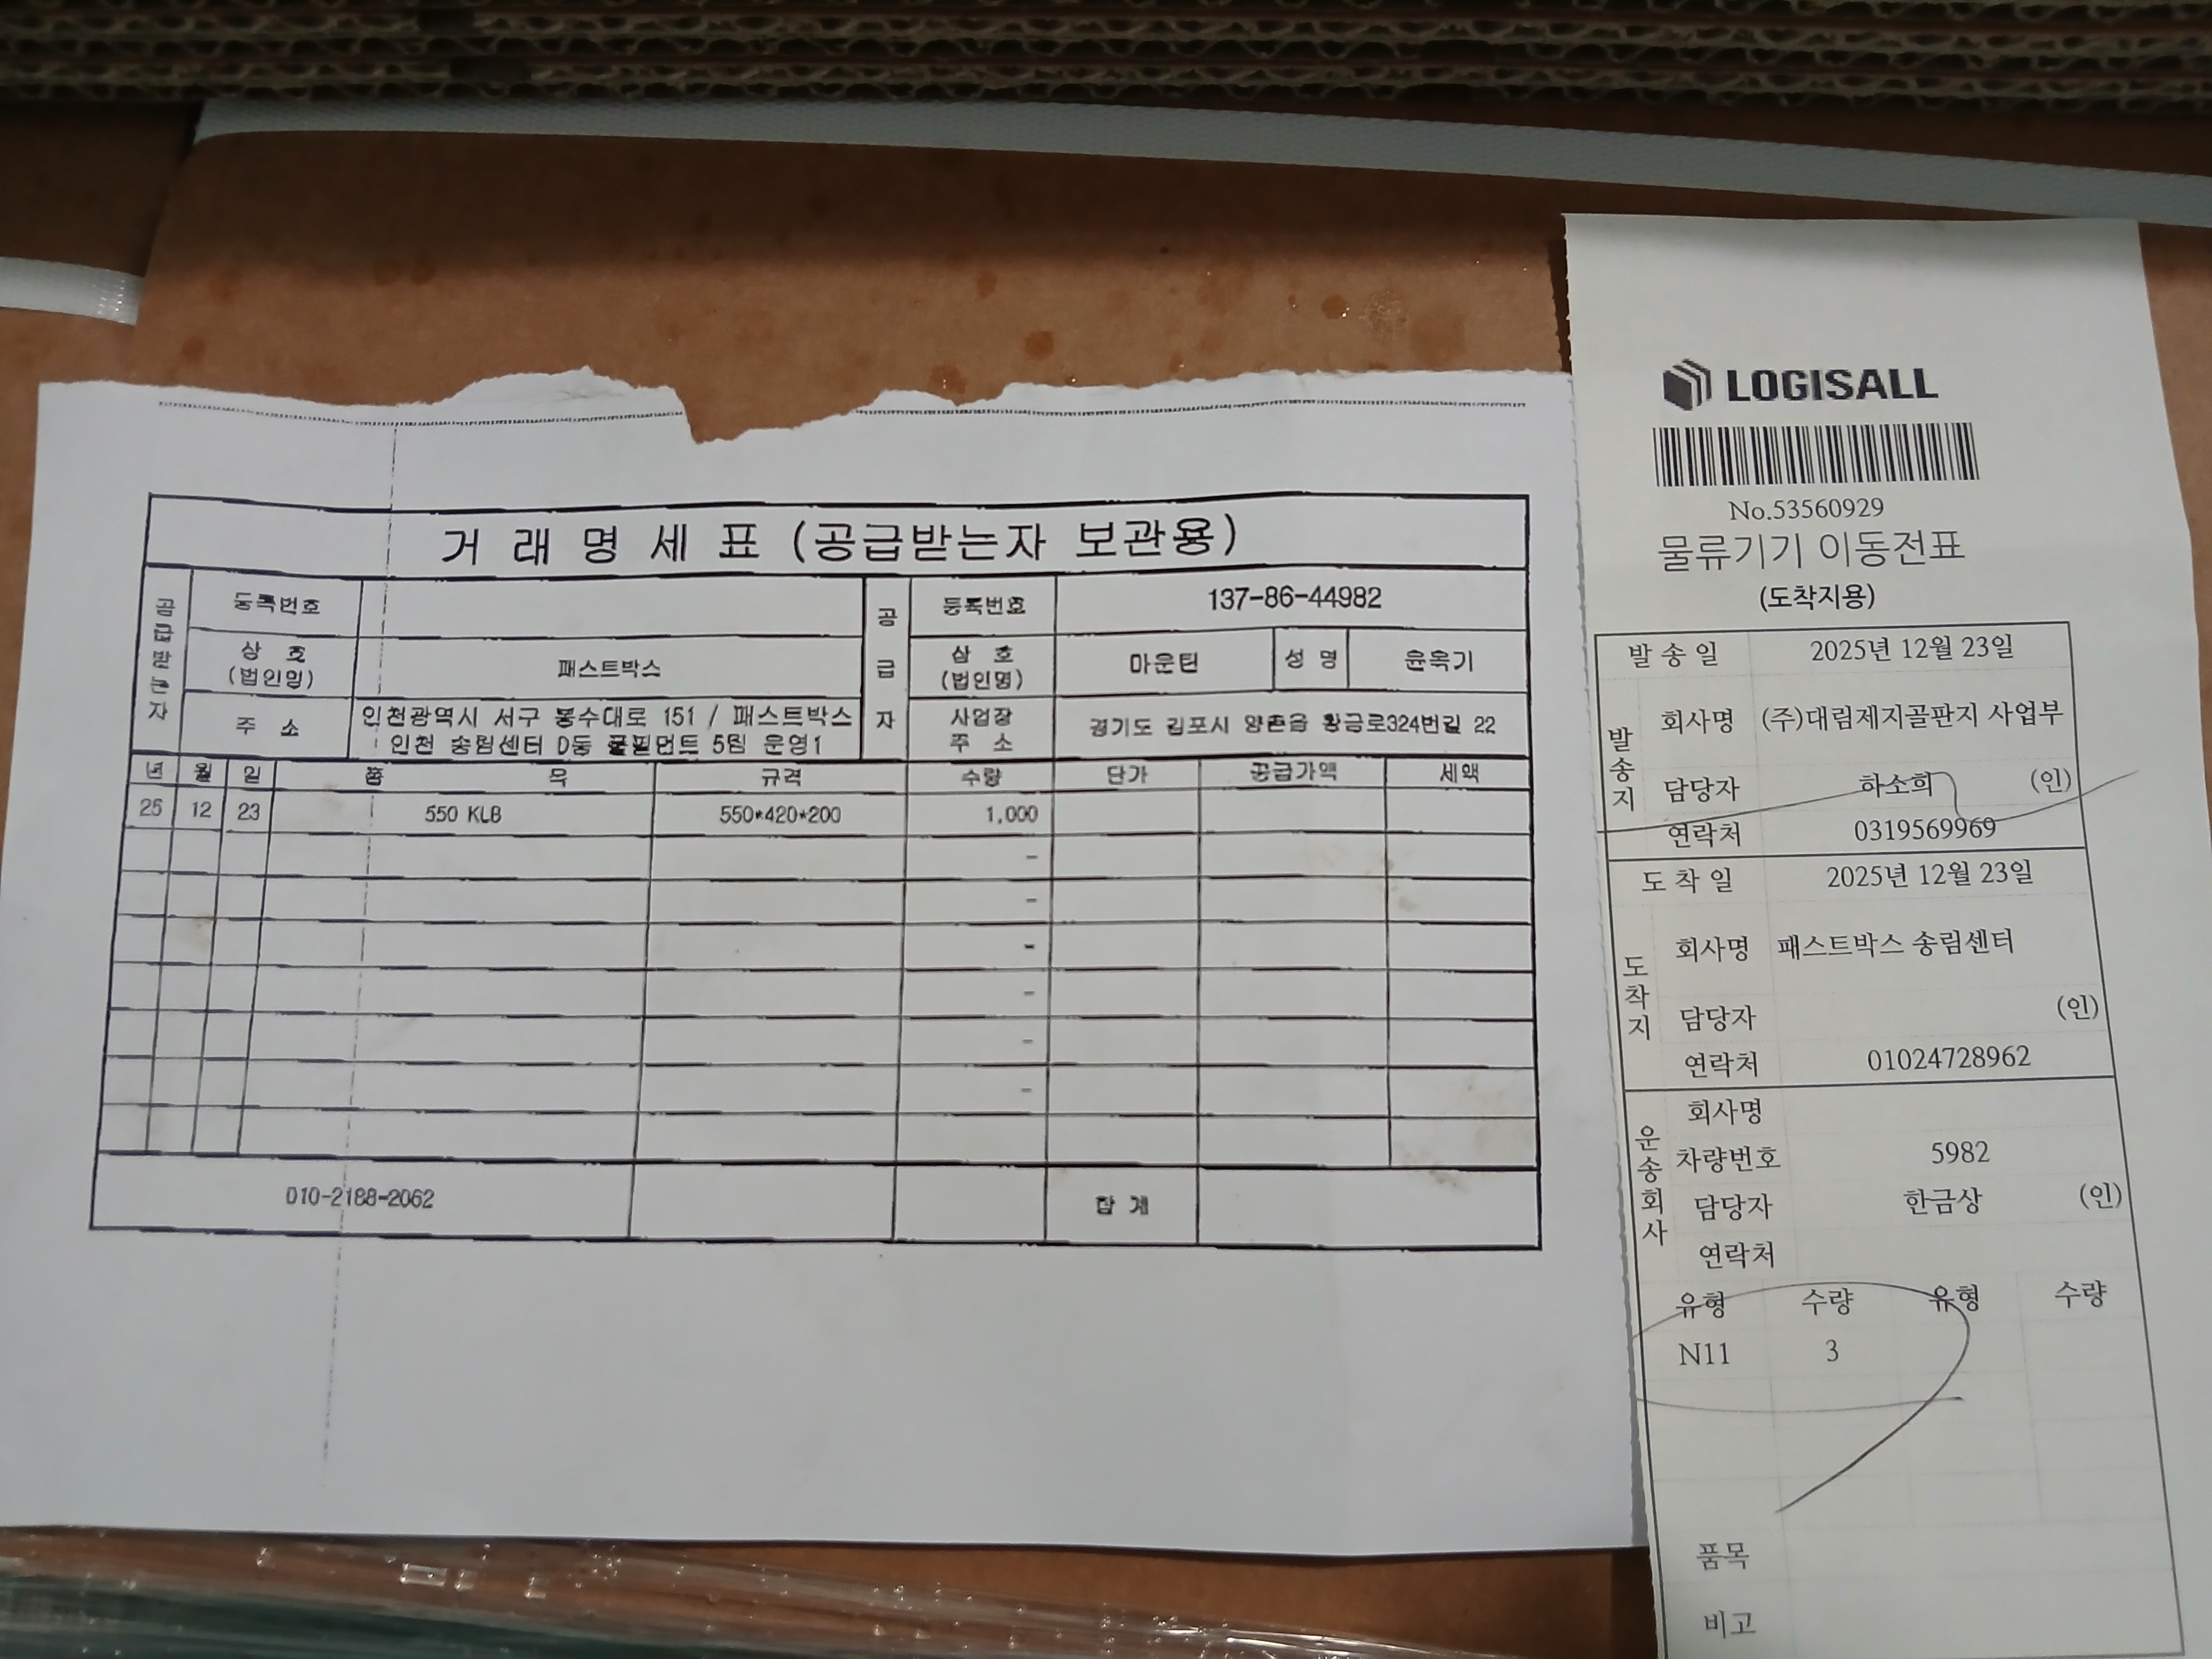 거래명세표 (공급받는자 보관용)
공급받는자
등록번호
공급자
등록번호 137-86-44982
상호 (법인명) 패스트박스
상호 (법인명) 마운틴 성명 윤옥기
주소 인천광역시 서구 봉수대로 151 / 패스트박스
인천 송림센터 D동 풀필먼트 5팀 운영1
사업장 주소 경기도 김포시 양촌읍 황금로324번길 22
년 월 일 품목 규격 수량 단가 공급가액 세액
25 12 23 550 KLB 550*420*200 1,000
-
-
-
-
-
-
010-2188-2062 합계
LOGISALL
No.53560929
물류기기 이동전표
(도착지용)
발송일 2025년 12월 23일
발송지
회사명 (주)대림제지골판지 사업부
담당자 하소희 (인)
연락처 0319569969
도착일 2025년 12월 23일
도착지
회사명 패스트박스 송림센터
담당자 (인)
연락처 01024728962
운송회사
회사명
차량번호 5982
담당자 한금상 (인)
연락처
유형 수량 유형 수량
N11 3
품목
비고